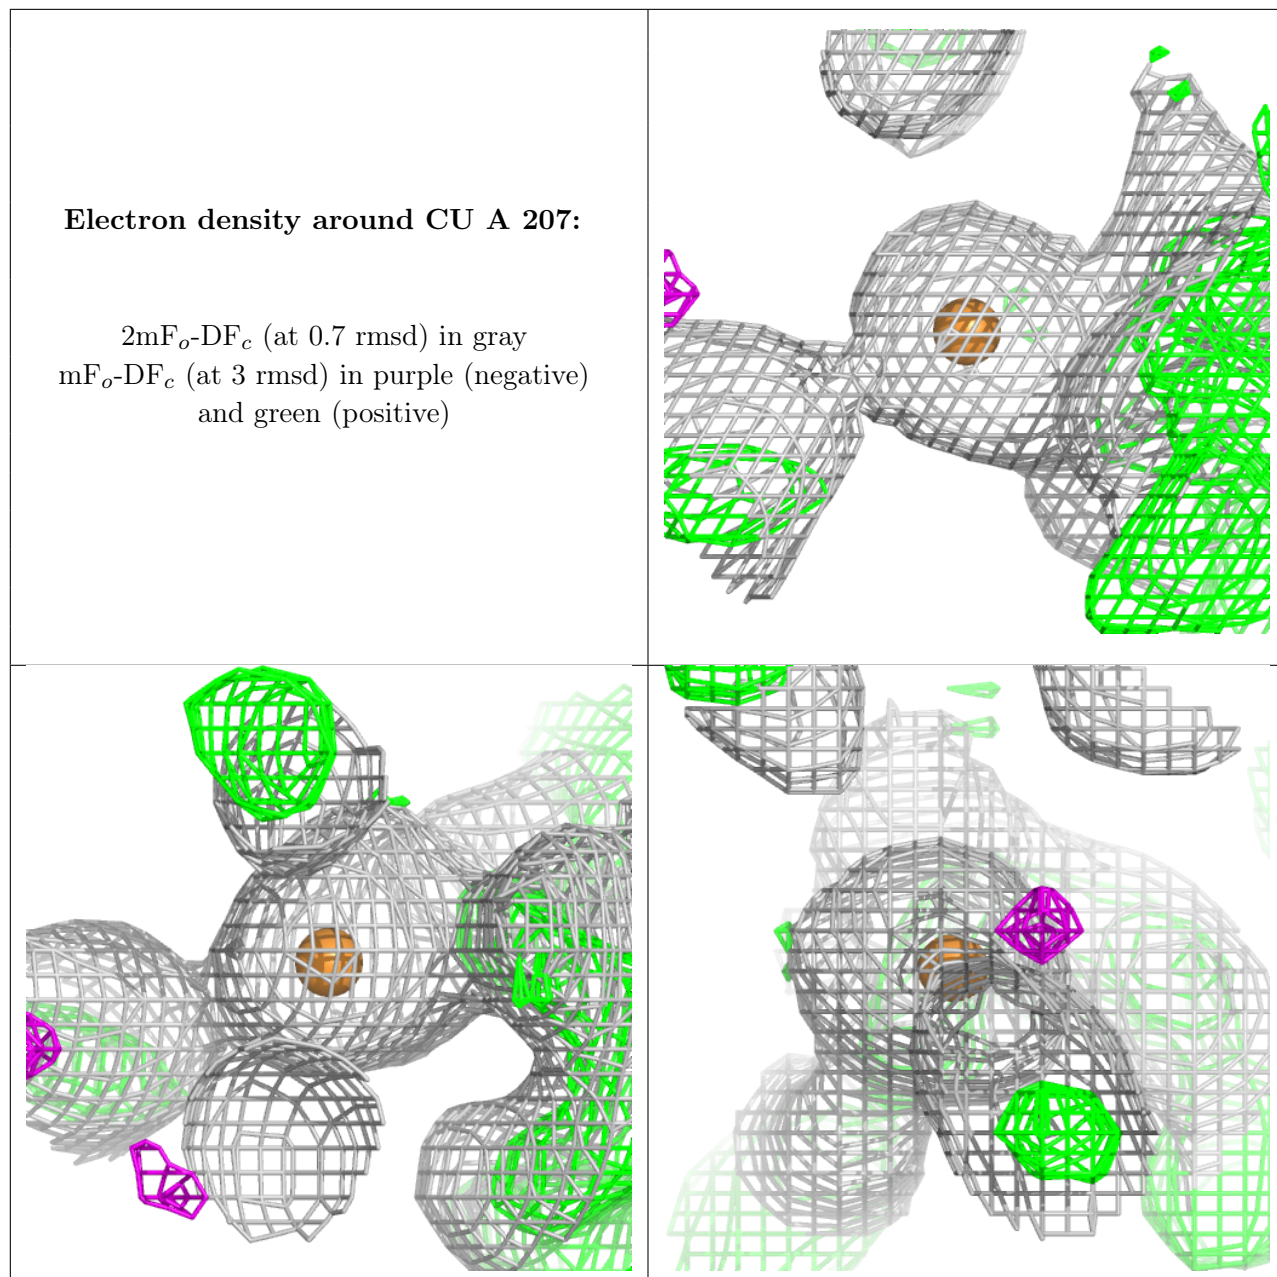 Electron density around CU A 207:
2mFo-DFc (at 0.7 rmsd) in gray
mFo-DFc (at 3 rmsd) in purple (negative)
and green (positive)